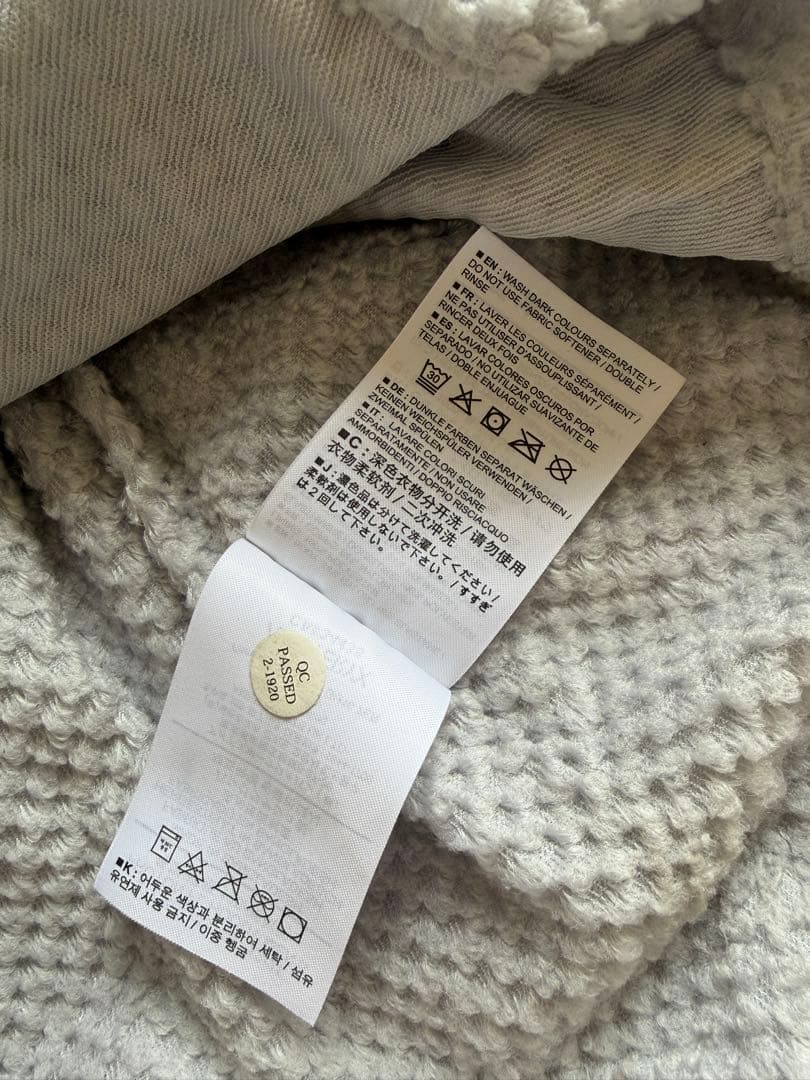 ■EN: WASH DARK COLOURS SEPARATELY /
DO NOT USE FABRIC SOFTENER / DOUBLE
RINSE
■FR: LAVER LES COULEURS SÉPARÉMENT /
NE PAS UTILISER D'ASSOUPLISSANT /
RINCER DEUX FOIS
■ES: LAVAR COLORES OSCUROS POR
SEPARADO / NO UTILIZAR SUAVIZANTE DE
TELAS / DOBLE ENJUAGUE
30
■DE: DUNKLE FARBEN SEPARAT WÄSCHEN /
KEINEN WEICHSPÜLER VERWENDEN /
ZWEIMAL SPÜLEN
■IT: LAVARE COLORI SCURI
SEPARATAMENTE / NON USARE
AMMORBIDENTI / DOPPIO RISCIACQUO
■C: 深色衣物分开洗 / 请勿使用
衣物柔软剂 / 二次冲洗
■J: 濃色品は分けて洗濯してください /
柔軟剤は使用しないで下さい。 / すすぎ
は2回して下さい。
QC
PASSED
2-1920
■K: 어두운 색상과 분리하여 세탁 / 섬유
유연제 사용 금지 / 이중 헹굼